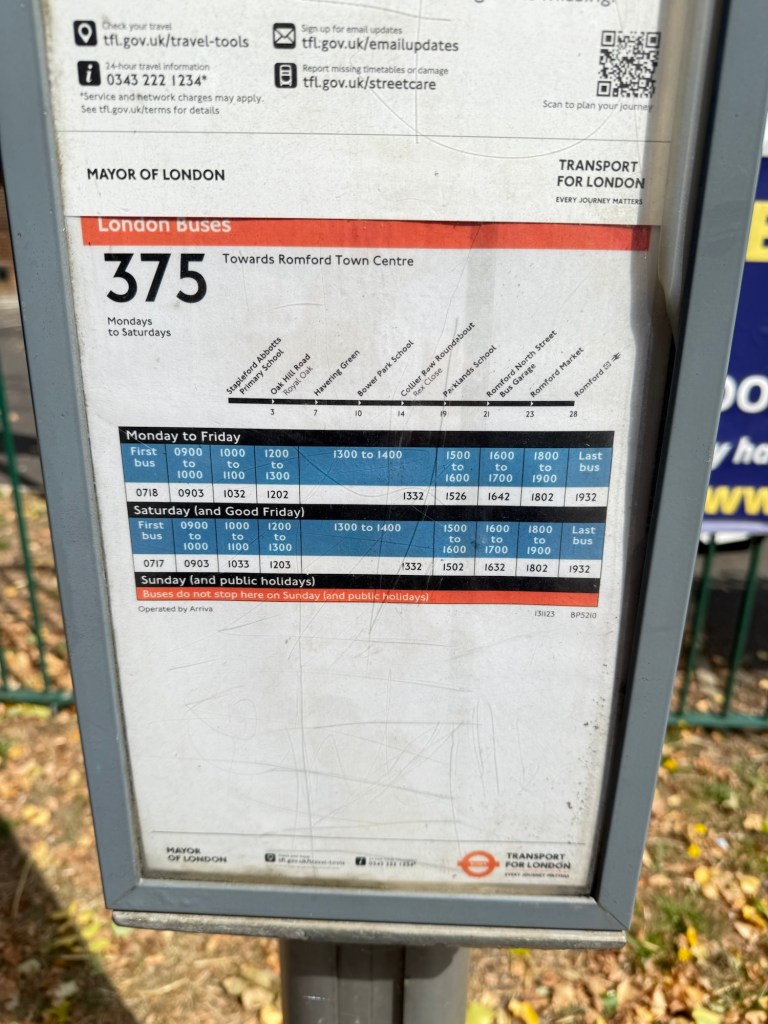 Check your travel
tfl.gov.uk/travel-tools
Sign up for email updates
tfl.gov.uk/emailupdates
24-hour travel information
0343 222 1234*
Report missing timetables or damage
tfl.gov.uk/streetcare
*Service and network charges may apply.
See tfl.gov.uk/terms for details
Scan to plan your journey
MAYOR OF LONDON
TRANSPORT
FOR LONDON
EVERY JOURNEY MATTERS
London Buses
375 Towards Romford Town Centre
Mondays
to Saturdays
Stapleford Abbotts
Primary School
Oak Hill Road
Royal Oak
Havering Green
Bower Park School
Collier Row Roundabout
Rex Close
Parklands School
Romford North Street
Bus Garage
Romford Market
Romford
3 7 10 14 19 21 23 28
Monday to Friday
First bus 0900 to 1000 1000 to 1100 1200 to 1300 1300 to 1400 1500 to 1600 1600 to 1700 1800 to 1900 Last bus
0718 0903 1032 1202 1332 1526 1642 1802 1932
Saturday (and Good Friday)
First bus 0900 to 1000 1000 to 1100 1200 to 1300 1300 to 1400 1500 to 1600 1600 to 1700 1800 to 1900 Last bus
0717 0903 1033 1203 1332 1502 1632 1802 1932
Sunday (and public holidays)
Buses do not stop here on Sunday (and public holidays)
Operated by Arriva
131123 BP5210
MAYOR
OF LONDON
TRANSPORT
FOR LONDON
EVERY JOURNEY MATTERS